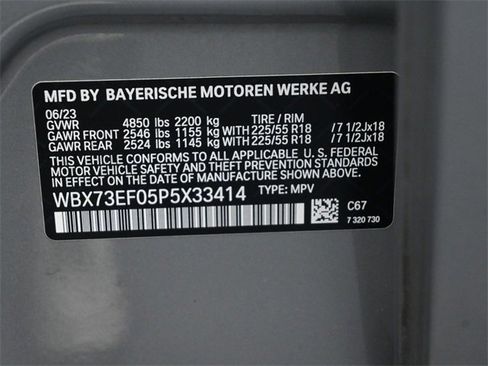 MFD BY BAYERISCHE MOTOREN WERKE AG
06/23
GVWR 4850 lbs 2200 kg TIRE / RIM
GAWR FRONT 2546 lbs 1155 kg WITH 225/55 R18 /7 1/2Jx18
GAWR REAR 2524 lbs 1145 kg WITH 225/55 R18 /7 1/2Jx18
THIS VEHICLE CONFORMS TO ALL APPLICABLE U. S. FEDERAL
MOTOR VEHICLE SAFETY AND THEFT PREVENTION STANDARDS
IN EFFECT ON THE DATE OF MANUFACTURE SHOWN ABOVE.
WBX73EF05P5X33414 TYPE: MPV
C67
7 320 730